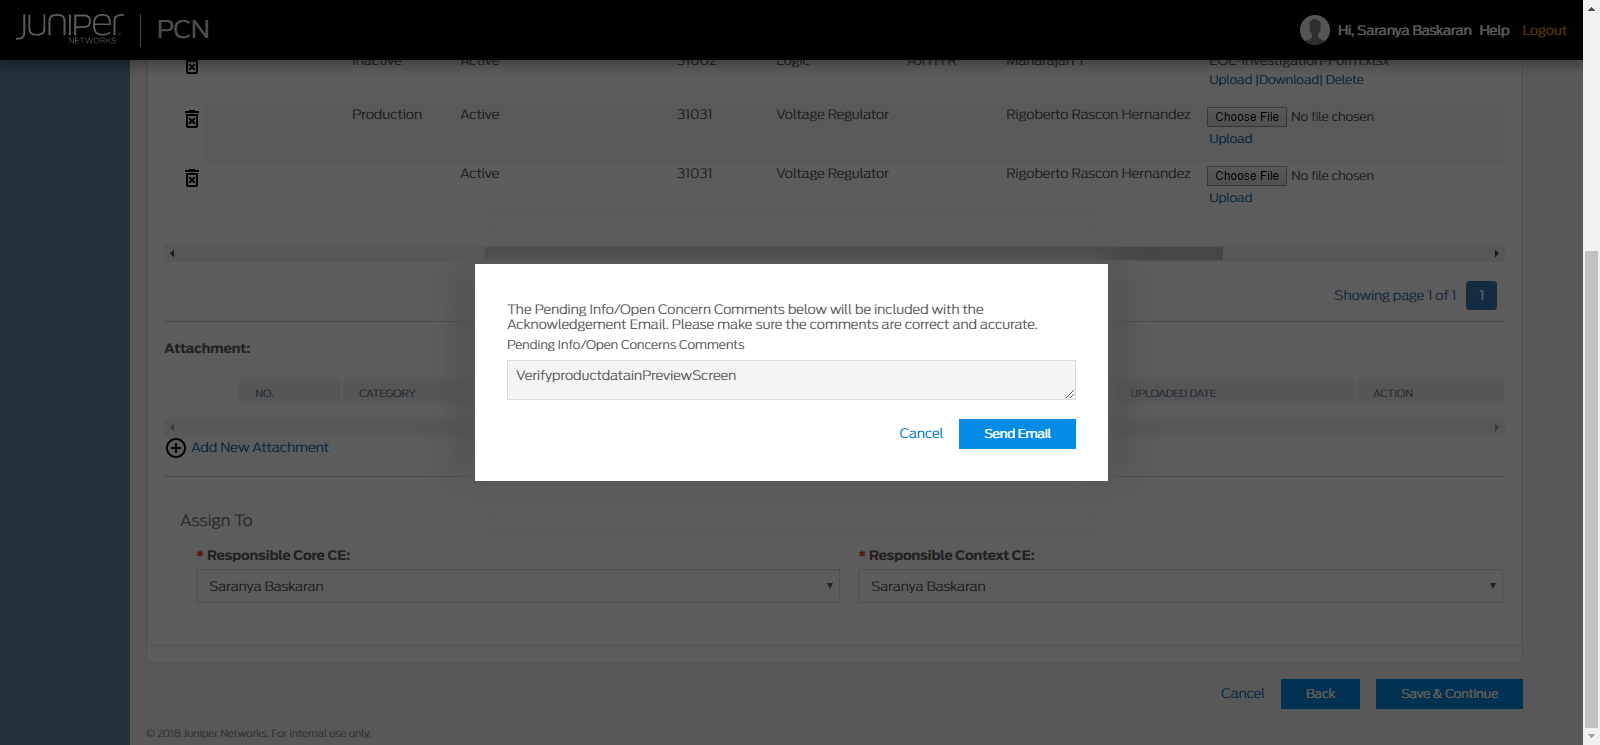 JUNIPER NETWORKS PCN Hi, Saranya Baskaran Help Logout
Inactive Active 31002 Logic AJITH R Maharajan T EOL-Investigation-Form.xlsx
Upload |Download| Delete
Production Active 31031 Voltage Regulator Rigoberto Rascon Hernandez Choose File No file chosen
Upload
Active 31031 Voltage Regulator Rigoberto Rascon Hernandez Choose File No file chosen
Upload
Showing page 1 of 1 1
The Pending Info/Open Concern Comments below will be included with the
Acknowledgement Email. Please make sure the comments are correct and accurate.
Pending Info/Open Concerns Comments
VerifyproductdatainPreviewScreen
Cancel Send Email
Attachment:
NO. CATEGORY UPLOADED DATE ACTION
Add New Attachment
Assign To
* Responsible Core CE: * Responsible Context CE:
Saranya Baskaran Saranya Baskaran
Cancel Back Save & Continue
© 2018 Juniper Networks. For internal use only.